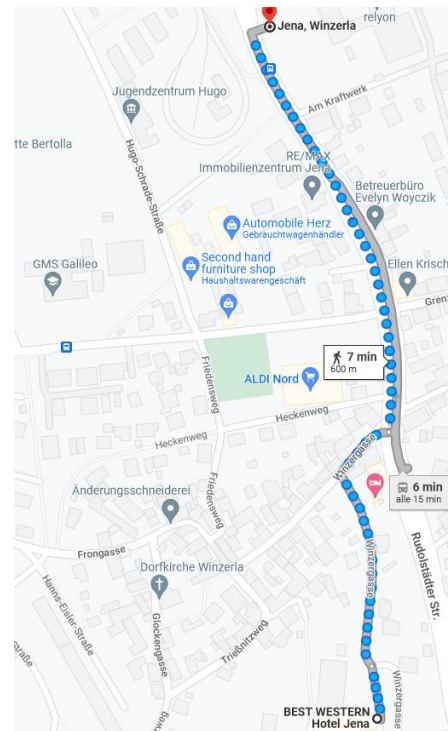 relyon
Jena, Winzerla
Jugendzentrum Hugo
Am Kraftwerk
tte Bertolla
Hugo-Schrade-Straße
RE/MAX
Immobilienzentrum Jena
Betreuerbüro
Evelyn Woyczik
Automobile Herz
Gebrauchtwagenhändler
Second hand
furniture shop
Haushaltswarengeschäft
GMS Galileo
Ellen Krisch
Grenz
7 min
600 m
Friedensweg
ALDI Nord
Heckenweg
Heckenweg
Winzergasse
6 min
alle 15 min
Änderungsschneiderei
Friedensweg
Rudolstädter Str.
Frongasse
Winzergasse
Dorfkirche Winzerla
Hanns-Eisler-Straße
Glockengasse
Trießnitzweg
Winzergasse
BEST WESTERN
Hotel Jena